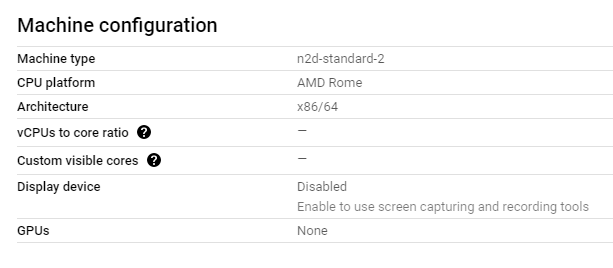 Machine configuration
Machine type n2d-standard-2
CPU platform AMD Rome
Architecture x86/64
vCPUs to core ratio ? —
Custom visible cores ? —
Display device Disabled
Enable to use screen capturing and recording tools
GPUs None